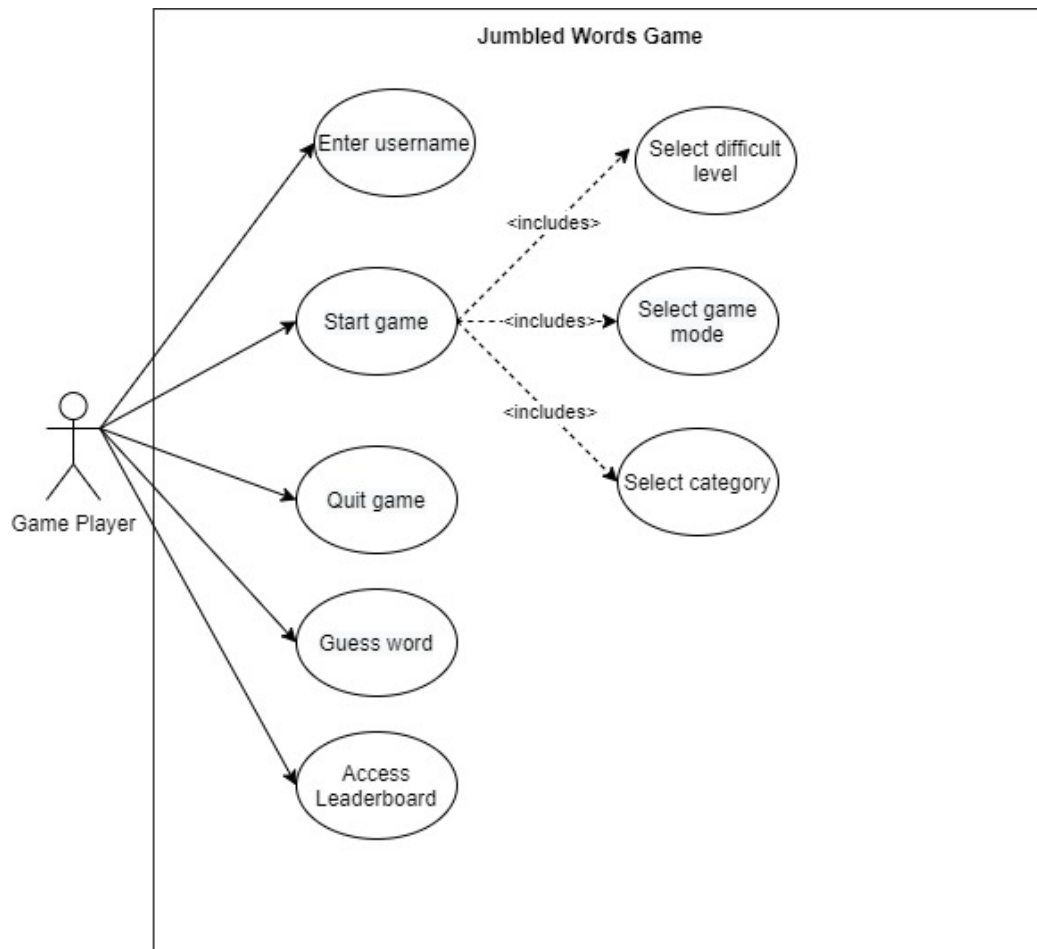 Jumbled Words Game
Enter username
Select difficult
level
<includes>
Start game
<includes>
Select game
mode
<includes>
Select category
Game Player
Quit game
Guess word
Access
Leaderboard